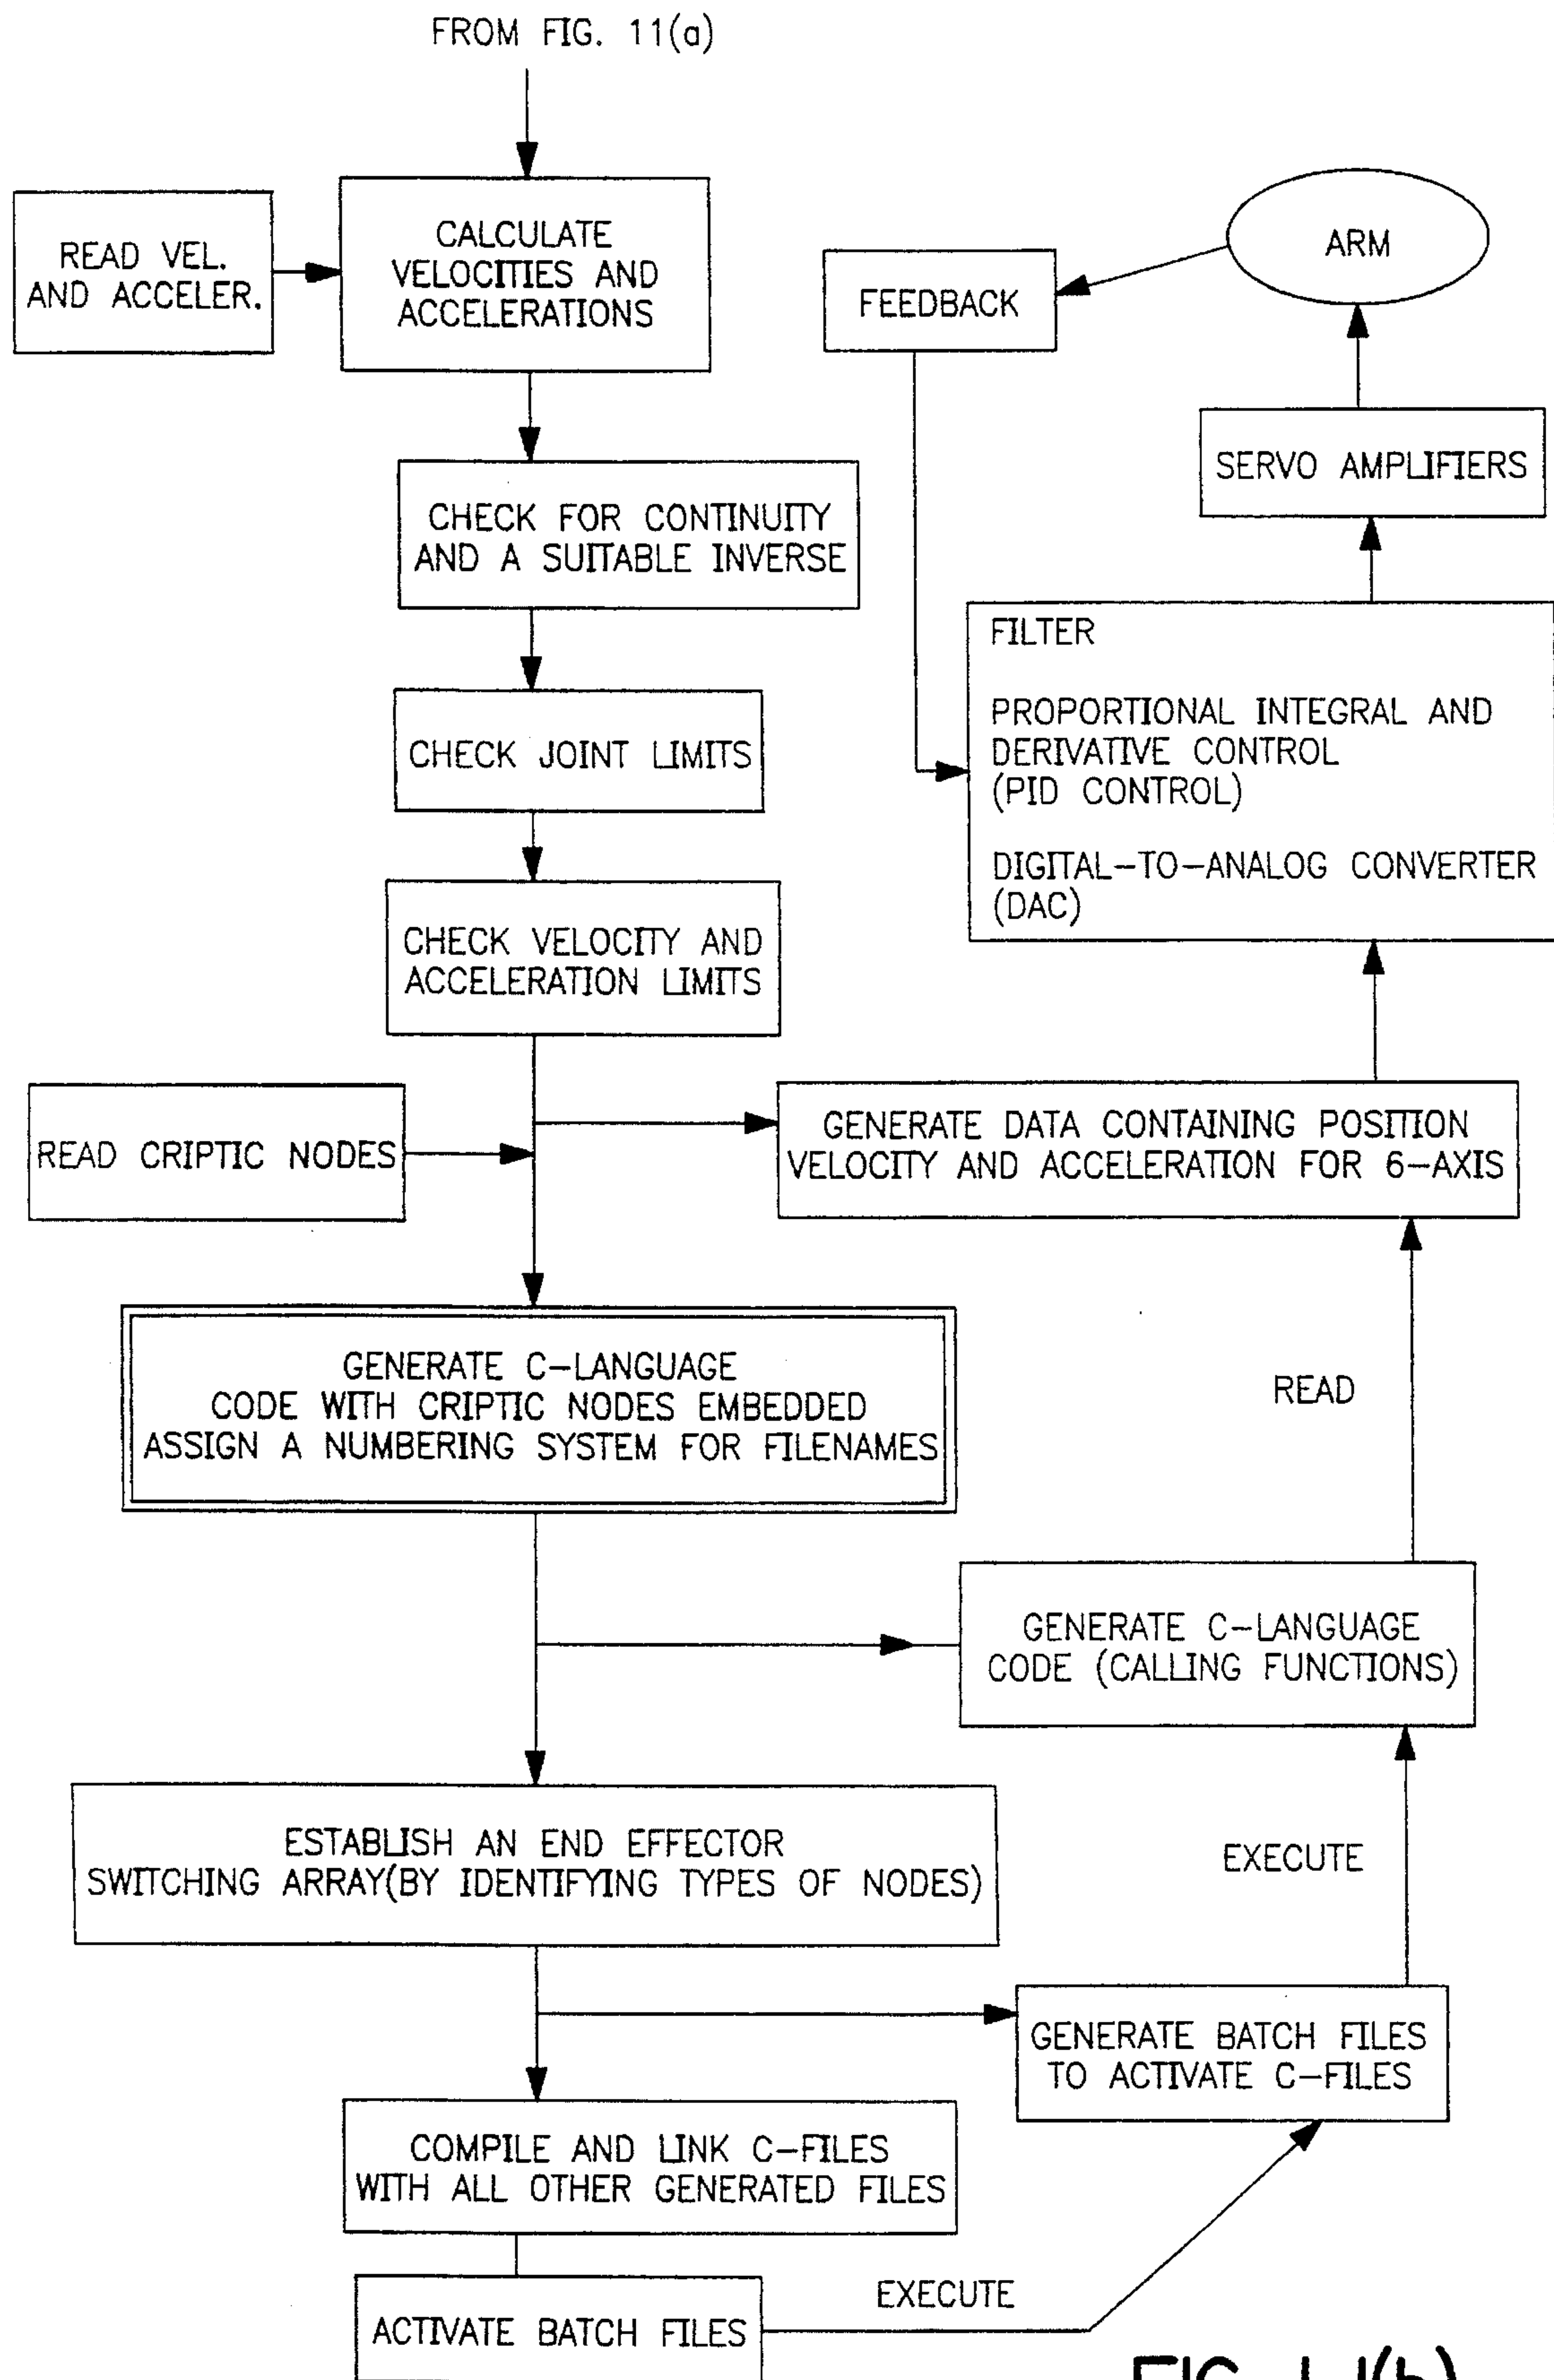 FROM FIG. 11(a)
READ VEL.
AND ACCELER.
CALCULATE
VELOCITIES AND
ACCELERATIONS
ARM
FEEDBACK
SERVO AMPLIFIERS
CHECK FOR CONTINUITY
AND A SUITABLE INVERSE
FILTER
PROPORTIONAL INTEGRAL AND
DERIVATIVE CONTROL
(PID CONTROL)
DIGITAL-TO-ANALOG CONVERTER
(DAC)
CHECK JOINT LIMITS
CHECK VELOCITY AND
ACCELERATION LIMITS
READ CRIPTIC NODES
GENERATE DATA CONTAINING POSITION
VELOCITY AND ACCELERATION FOR 6-AXIS
GENERATE C-LANGUAGE
CODE WITH CRIPTIC NODES EMBEDDED
ASSIGN A NUMBERING SYSTEM FOR FILENAMES
READ
GENERATE C-LANGUAGE
CODE (CALLING FUNCTIONS)
ESTABLISH AN END EFFECTOR
SWITCHING ARRAY(BY IDENTIFYING TYPES OF NODES)
EXECUTE
GENERATE BATCH FILES
TO ACTIVATE C-FILES
COMPILE AND LINK C-FILES
WITH ALL OTHER GENERATED FILES
ACTIVATE BATCH FILES
EXECUTE
FIG. 11(b)